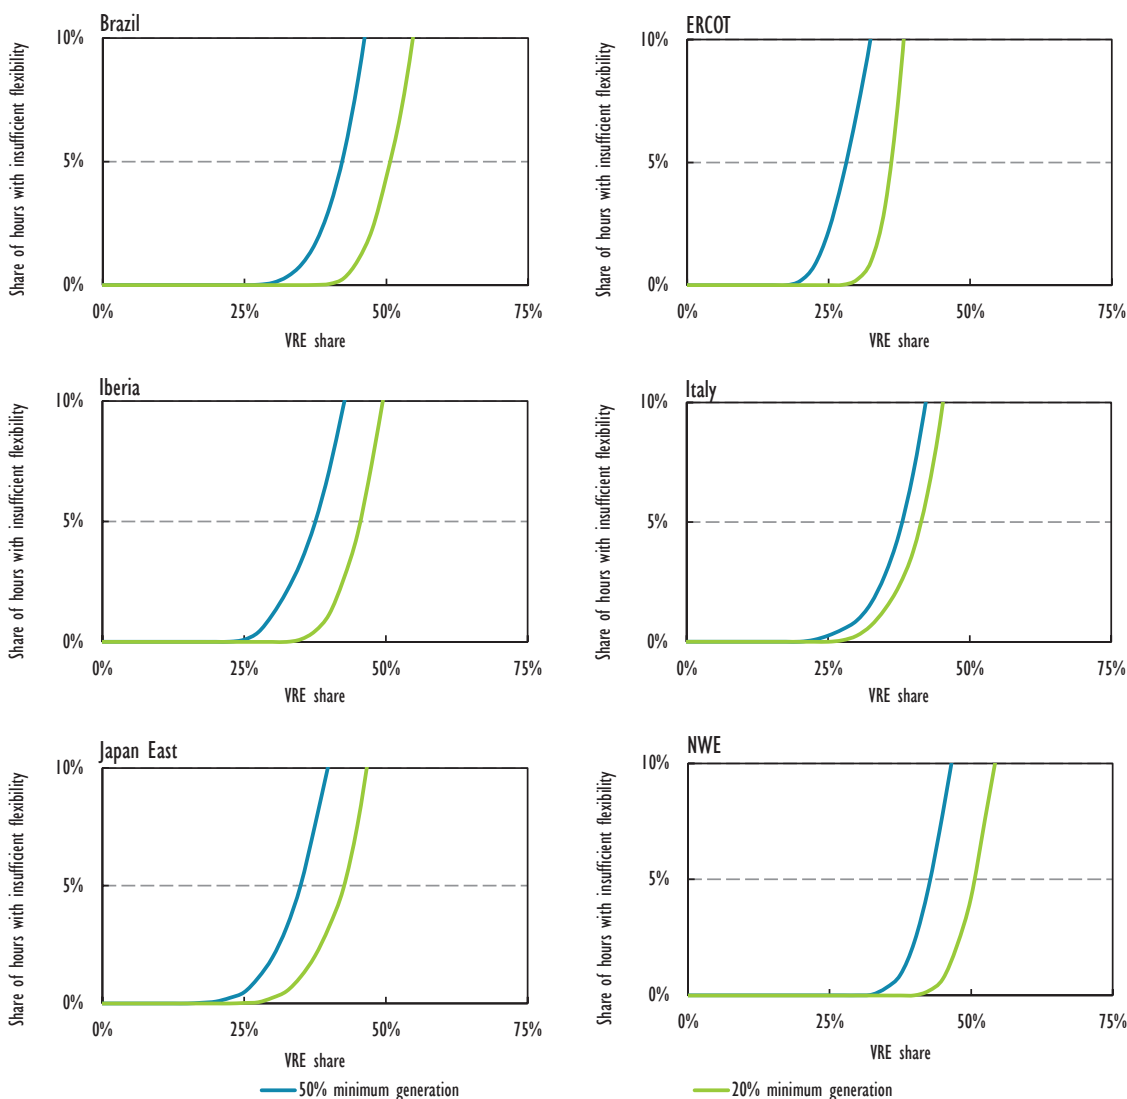 Brazil
Share of hours with insufficient flexibility
10%
5%
0%
0%
25%
50%
75%
VRE share
ERCOT
Share of hours with insufficient flexibility
10%
5%
0%
0%
25%
50%
75%
VRE share
Iberia
Share of hours with insufficient flexibility
10%
5%
0%
0%
25%
50%
75%
VRE share
Italy
Share of hours with insufficient flexibility
10%
5%
0%
0%
25%
50%
75%
VRE share
Japan East
Share of hours with insufficient flexibility
10%
5%
0%
0%
25%
50%
75%
VRE share
NWE
Share of hours with insufficient flexibility
10%
5%
0%
0%
25%
50%
75%
VRE share
50% minimum generation
20% minimum generation